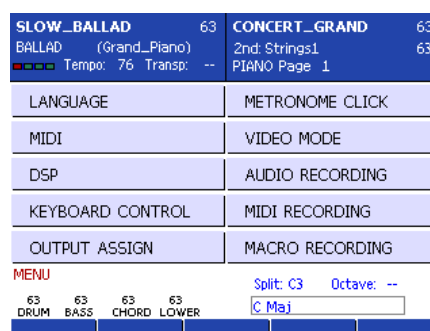 SLOW_BALLAD 63
BALLAD (Grand_Piano)
Tempo: 76 Transp: --
CONCERT_GRAND 63
2nd: Strings1 63
PIANO Page 1
LANGUAGE
METRONOME CLICK
MIDI
VIDEO MODE
DSP
AUDIO RECORDING
KEYBOARD CONTROL
MIDI RECORDING
OUTPUT ASSIGN
MACRO RECORDING
MENU
Split: C3 Octave: --
63 63 63 63
DRUM BASS CHORD LOWER
C Maj